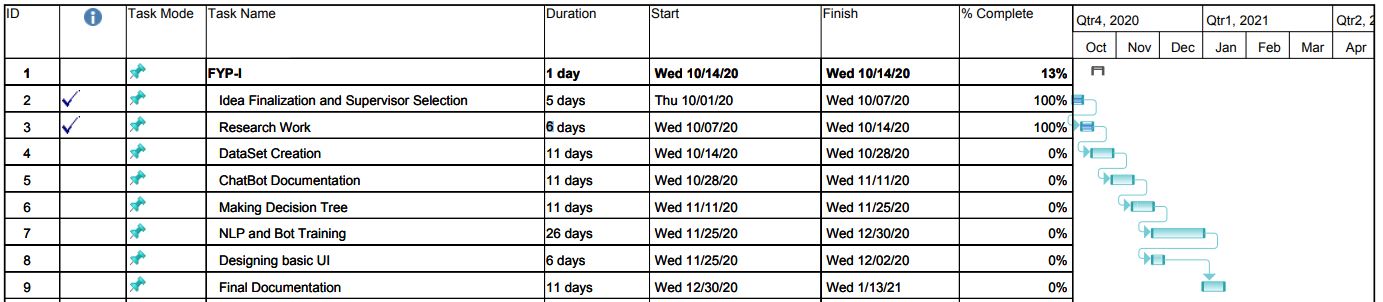 ID Task Mode Task Name Duration Start Finish % Complete Qtr4, 2020 Qtr1, 2021 Qtr2, 2
Oct Nov Dec Jan Feb Mar Apr
1 FYP-I 1 day Wed 10/14/20 Wed 10/14/20 13%
2 Idea Finalization and Supervisor Selection 5 days Thu 10/01/20 Wed 10/07/20 100%
3 Research Work 6 days Wed 10/07/20 Wed 10/14/20 100%
4 DataSet Creation 11 days Wed 10/14/20 Wed 10/28/20 0%
5 ChatBot Documentation 11 days Wed 10/28/20 Wed 11/11/20 0%
6 Making Decision Tree 11 days Wed 11/11/20 Wed 11/25/20 0%
7 NLP and Bot Training 26 days Wed 11/25/20 Wed 12/30/20 0%
8 Designing basic UI 6 days Wed 11/25/20 Wed 12/02/20 0%
9 Final Documentation 11 days Wed 12/30/20 Wed 1/13/21 0%